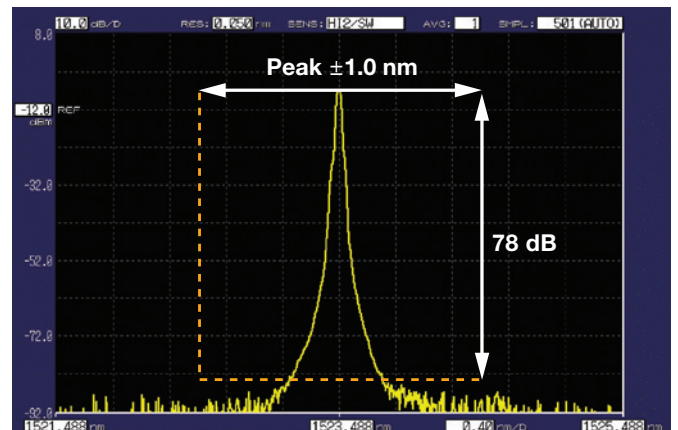 10.0 dB/D RES: 0.050 nm SENS: HI2/SW AVG: 1 SMPL: 501 (AUTO)
8.0
Peak ±1.0 nm
-12.0 REF
dBm
-32.0
78 dB
-52.0
-72.0
-92.0
1521.488 nm 1523.488 nm 0.40 nm/D 1525.488 nm